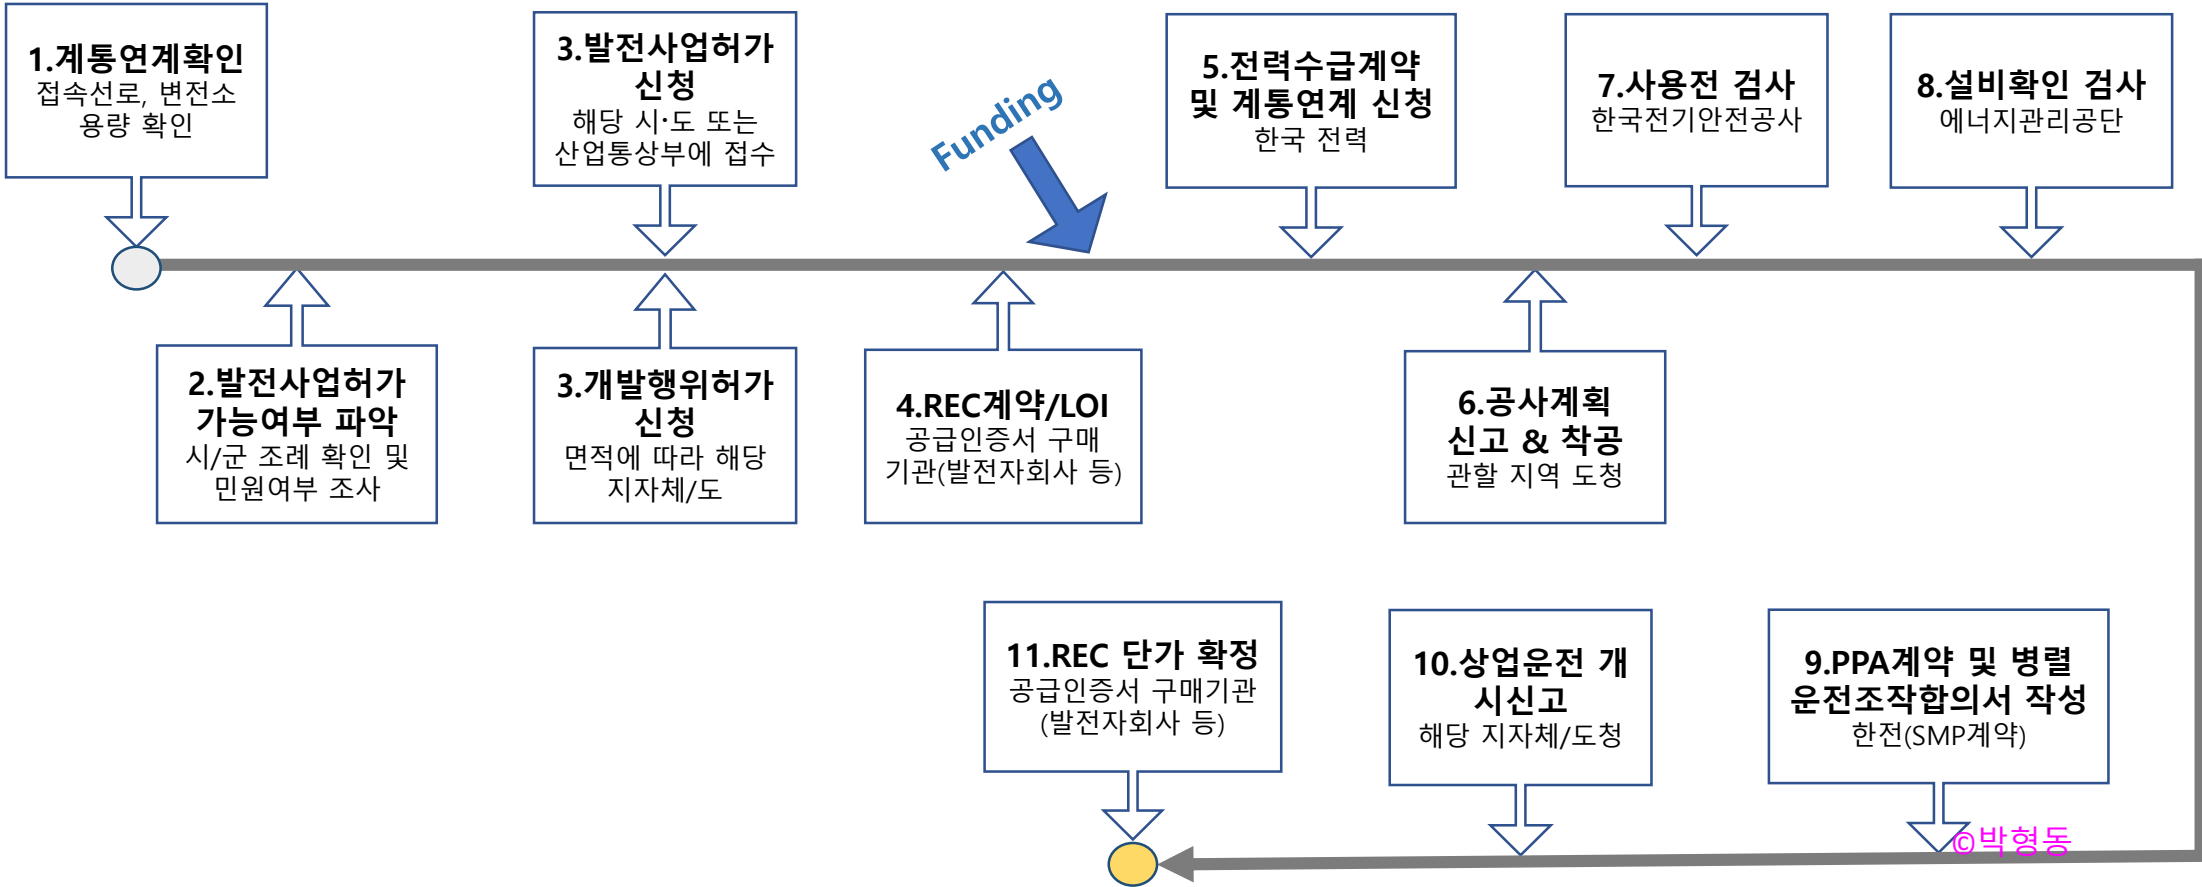 1.계통연계확인
접속선로, 변전소
용량 확인
2.발전사업허가
가능여부 파악
시/군 조례 확인 및
민원여부 조사
3.발전사업허가
신청
해당 시·도 또는
산업통상부에 접수
3.개발행위허가
신청
면적에 따라 해당
지자체/도
4.REC계약/LOI
공급인증서 구매
기관(발전자회사 등)
Funding
5.전력수급계약
및 계통연계 신청
한국 전력
6.공사계획
신고 & 착공
관할 지역 도청
7.사용전 검사
한국전기안전공사
8.설비확인 검사
에너지관리공단
9.PPA계약 및 병렬
운전조작합의서 작성
한전(SMP계약)
10.상업운전 개
시신고
해당 지자체/도청
11.REC 단가 확정
공급인증서 구매기관
(발전자회사 등)
©박형동